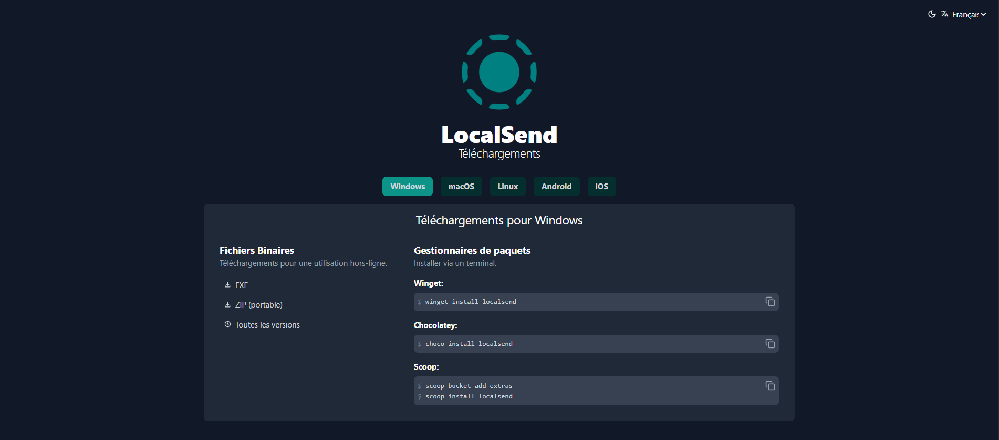 Français
LocalSend
Téléchargements
Windows
macOS
Linux
Android
iOS
Téléchargements pour Windows
Fichiers Binaires
Téléchargements pour une utilisation hors-ligne.
EXE
ZIP (portable)
Toutes les versions
Gestionnaires de paquets
Installer via un terminal.
Winget:
$ winget install localsend
Chocolatey:
$ choco install localsend
Scoop:
$ scoop bucket add extras
$ scoop install localsend